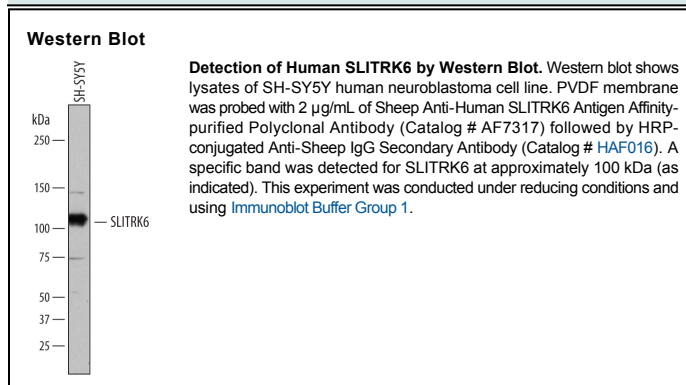 Western Blot
SH-SY5Y
kDa
250
150
100
75
50
37
25
SLITRK6
Detection of Human SLITRK6 by Western Blot. Western blot shows
lysates of SH-SY5Y human neuroblastoma cell line. PVDF membrane
was probed with 2 µg/mL of Sheep Anti-Human SLITRK6 Antigen Affinity-
purified Polyclonal Antibody (Catalog # AF7317) followed by HRP-
conjugated Anti-Sheep IgG Secondary Antibody (Catalog # HAF016). A
specific band was detected for SLITRK6 at approximately 100 kDa (as
indicated). This experiment was conducted under reducing conditions and
using Immunoblot Buffer Group 1.